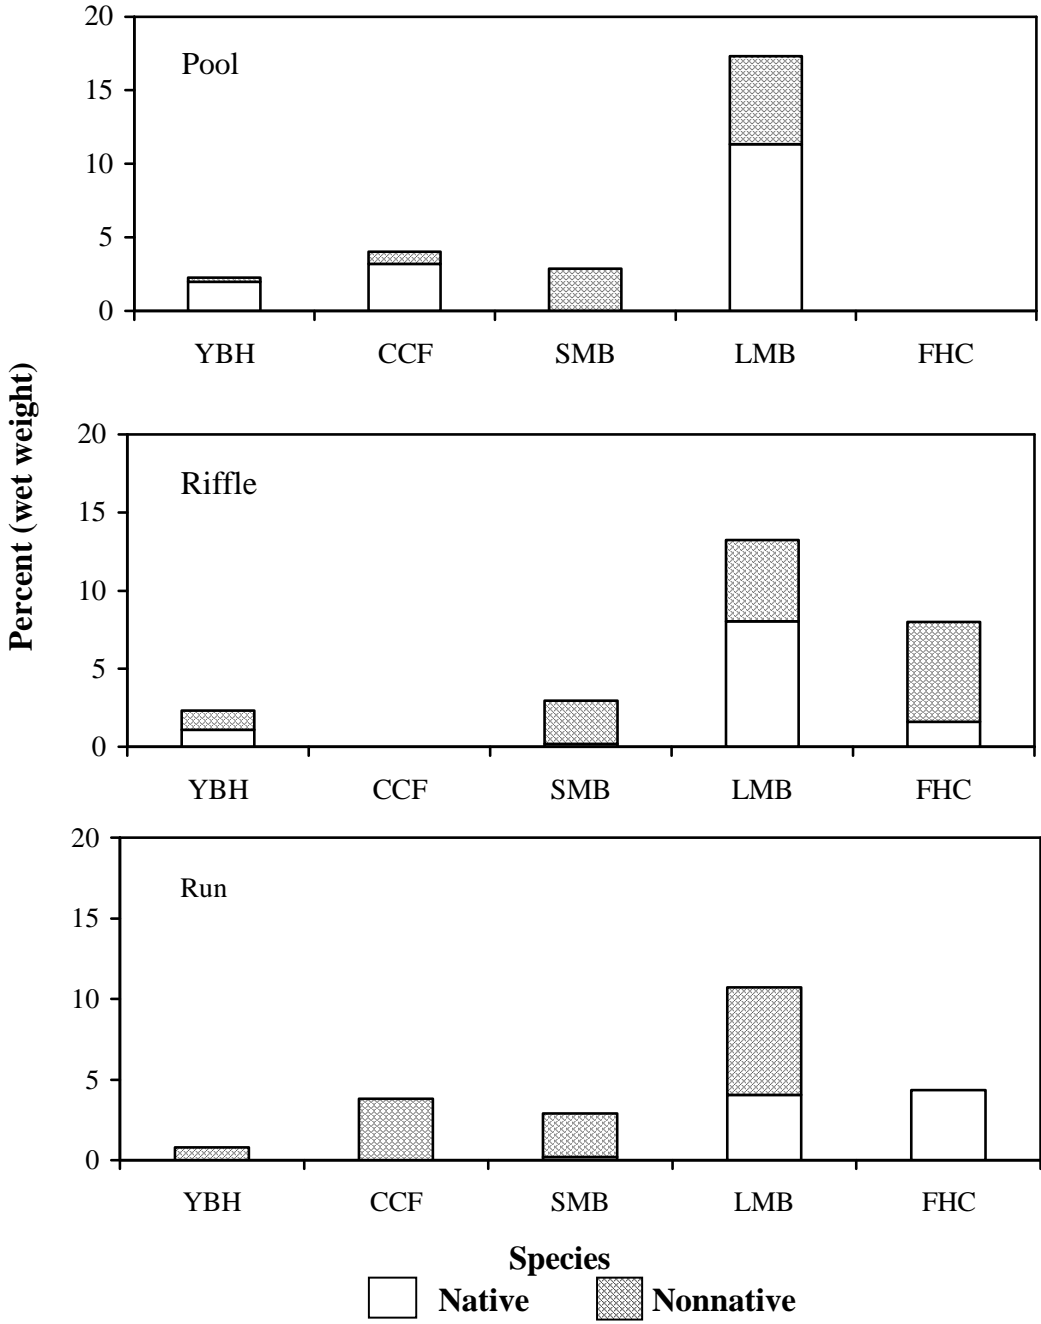 20
Pool
15
10
5
0
YBH CCF SMB LMB FHC
Percent (wet weight)
20
Riffle
15
10
5
0
YBH CCF SMB LMB FHC
20
Run
15
10
5
0
YBH CCF SMB LMB FHC
Species
Native Nonnative